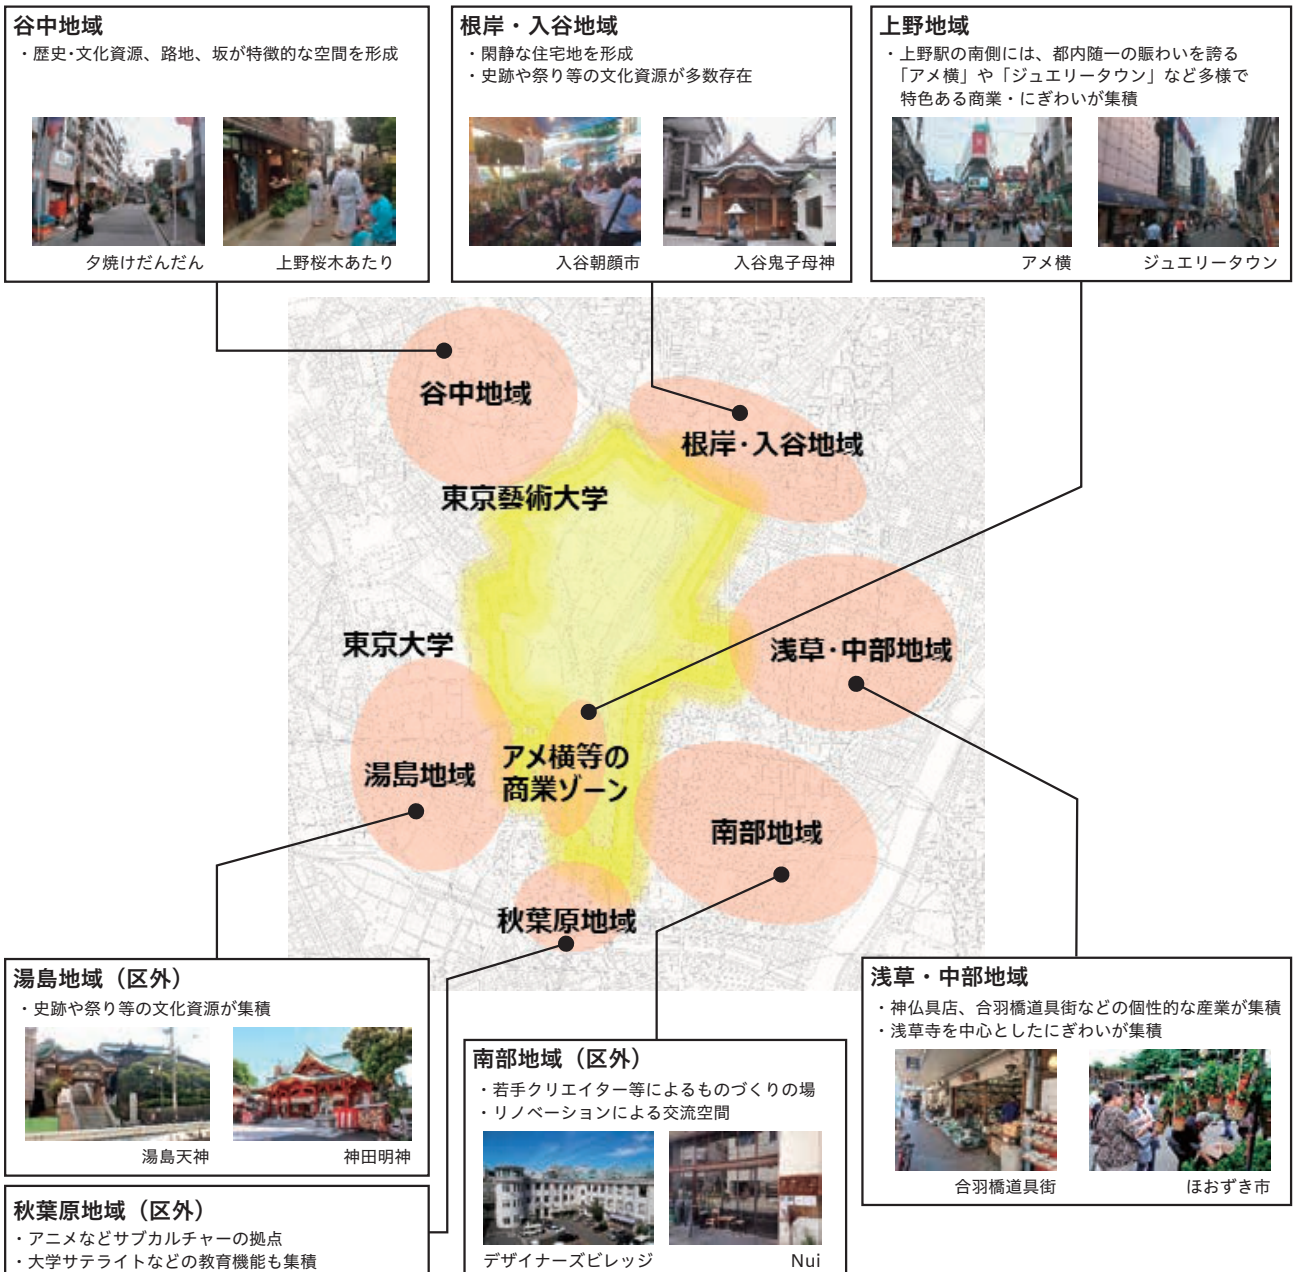 谷中地域
・歴史・文化資源、路地、坂が特徴的な空間を形成
夕焼けだんだん
上野桜木あたり
根岸・入谷地域
・閑静な住宅地を形成
・史跡や祭り等の文化資源が多数存在
入谷朝顔市
入谷鬼子母神
上野地域
・上野駅の南側には、都内随一の賑わいを誇る
「アメ横」や「ジュエリータウン」など多様で
特色ある商業・にぎわいが集積
アメ横
ジュエリータウン
谷中地域
根岸・入谷地域
東京藝術大学
東京大学
浅草・中部地域
アメ横等の
商業ゾーン
湯島地域
南部地域
秋葉原地域
湯島地域（区外）
・史跡や祭り等の文化資源が集積
湯島天神
神田明神
秋葉原地域（区外）
・アニメなどサブカルチャーの拠点
・大学サテライトなどの教育機能も集積
南部地域（区外）
・若手クリエイター等によるものづくりの場
・リノベーションによる交流空間
デザイナーズビレッジ
Nui
浅草・中部地域
・神仏具店、合羽橋道具街などの個性的な産業が集積
・浅草寺を中心としたにぎわいが集積
合羽橋道具街
ほおずき市